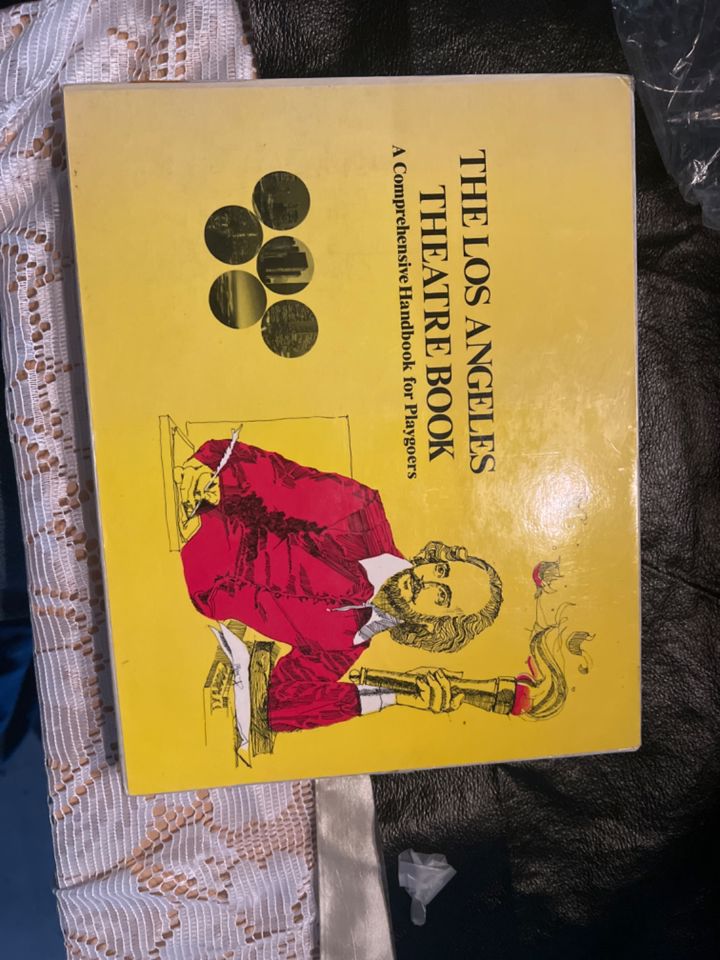 THE LOS ANGELES
THEATRE BOOK
A Comprehensive Handbook for Playgoers